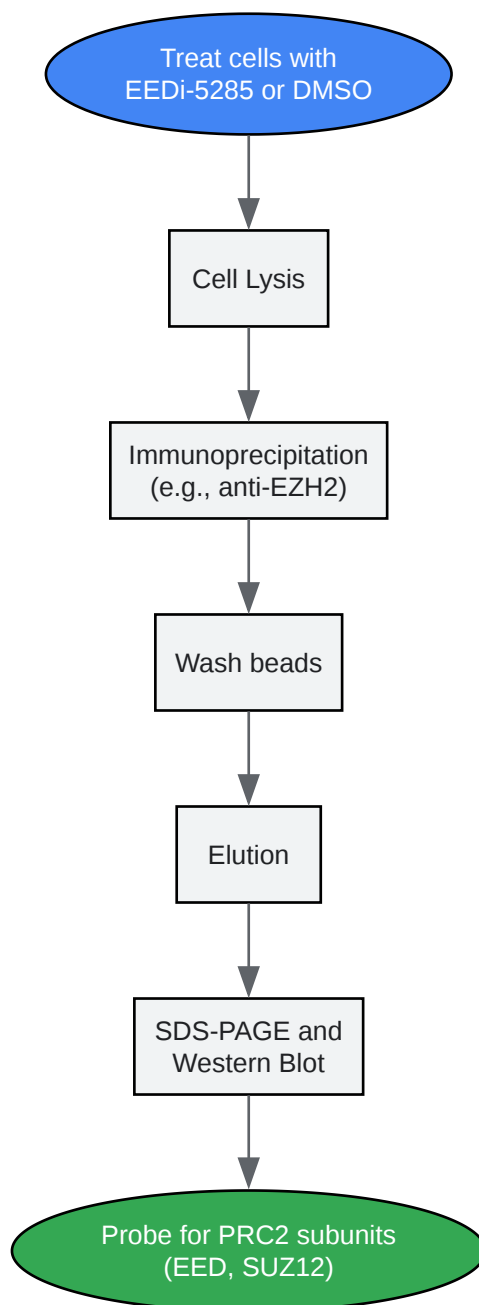 Treat cells with
EEDi-5285 or DMSO
Cell Lysis
Immunoprecipitation
(e.g., anti-EZH2)
Wash beads
Elution
SDS-PAGE and
Western Blot
Probe for PRC2 subunits
(EED, SUZ12)